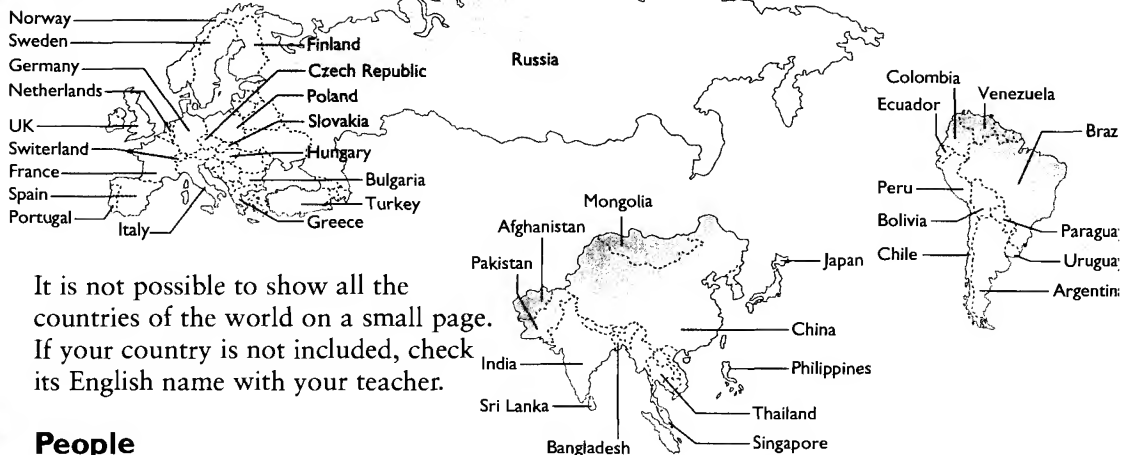 Norway
Sweden
Germany
Netherlands
UK
Switerland
France
Spain
Portugal
Italy
Finland
Czech Republic
Poland
Slovakia
Hungary
Bulgaria
Turkey
Greece
Russia
Mongolia
Afghanistan
Pakistan
India
Sri Lanka
Bangladesh
Japan
China
Philippines
Thailand
Singapore
Colombia
Ecuador
Venezuela
Braz
Peru
Bolivia
Chile
Paragua
Urugua
Argentin
It is not possible to show all the
countries of the world on a small page.
If your country is not included, check
its English name with your teacher.
People